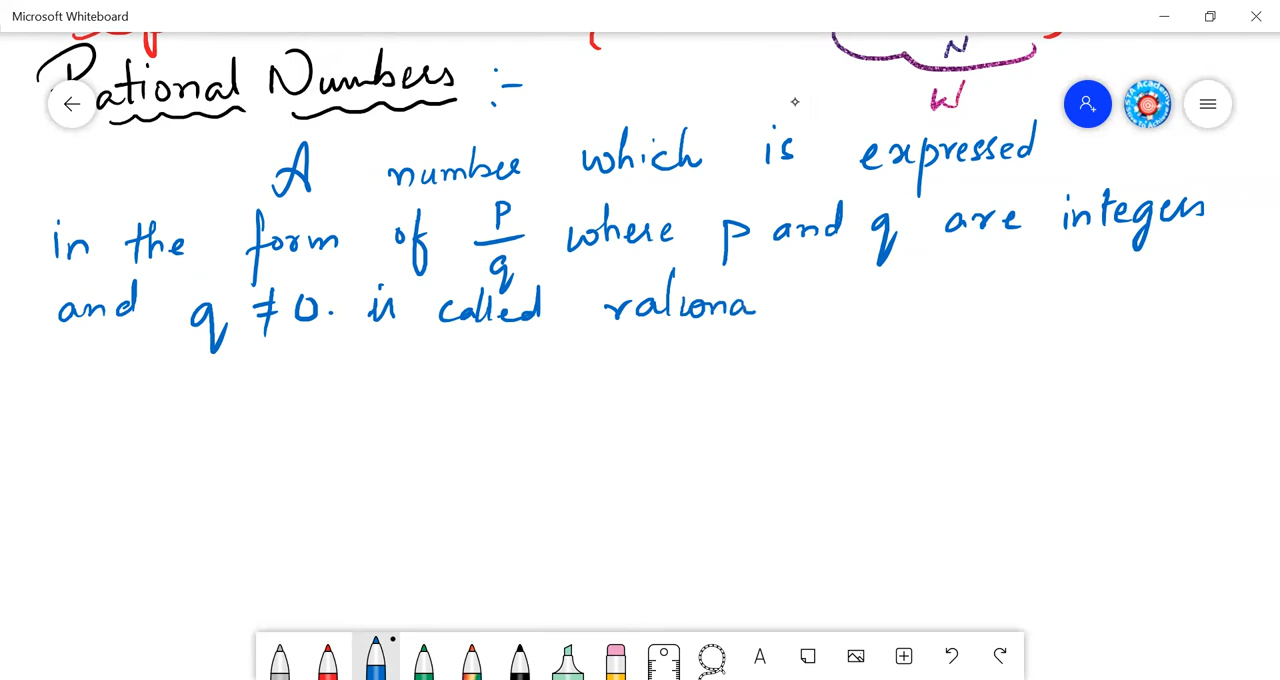 Microsoft Whiteboard
N
W
Rational Numbers :-
A number which is expressed
in the form of p/q where p and q are integers
and q ≠ 0. is called rationa
A